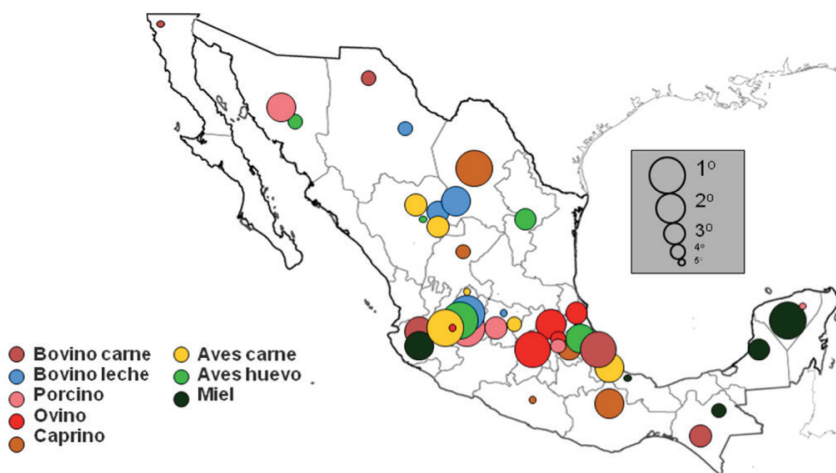 1º
2º
3º
4º
5º
Bovino carne
Bovino leche
Porcino
Ovino
Caprino
Aves carne
Aves huevo
Miel